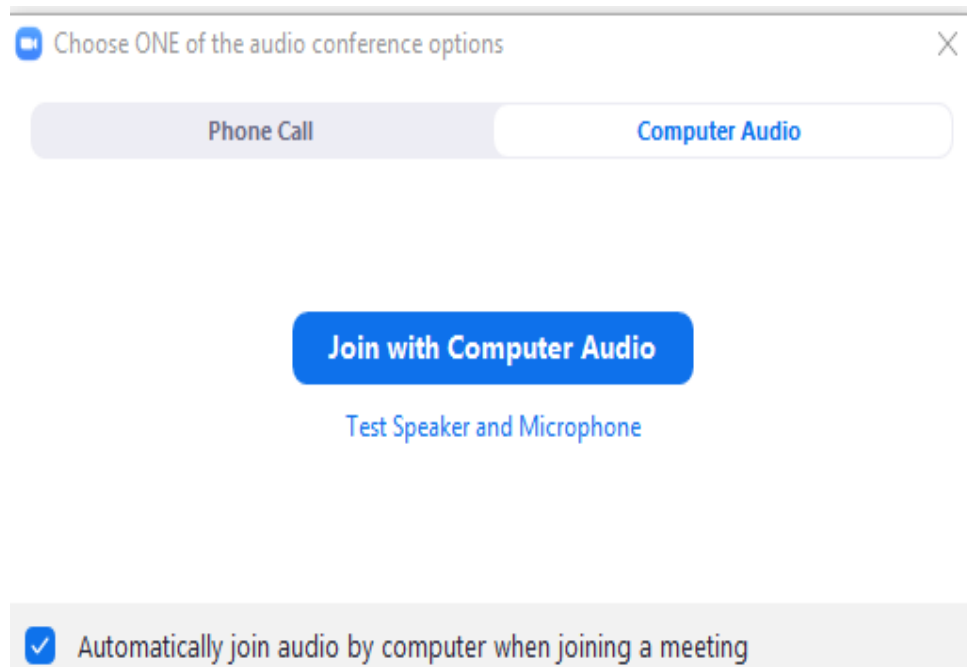 Choose ONE of the audio conference options
Phone Call
Computer Audio
Join with Computer Audio
Test Speaker and Microphone
Automatically join audio by computer when joining a meeting